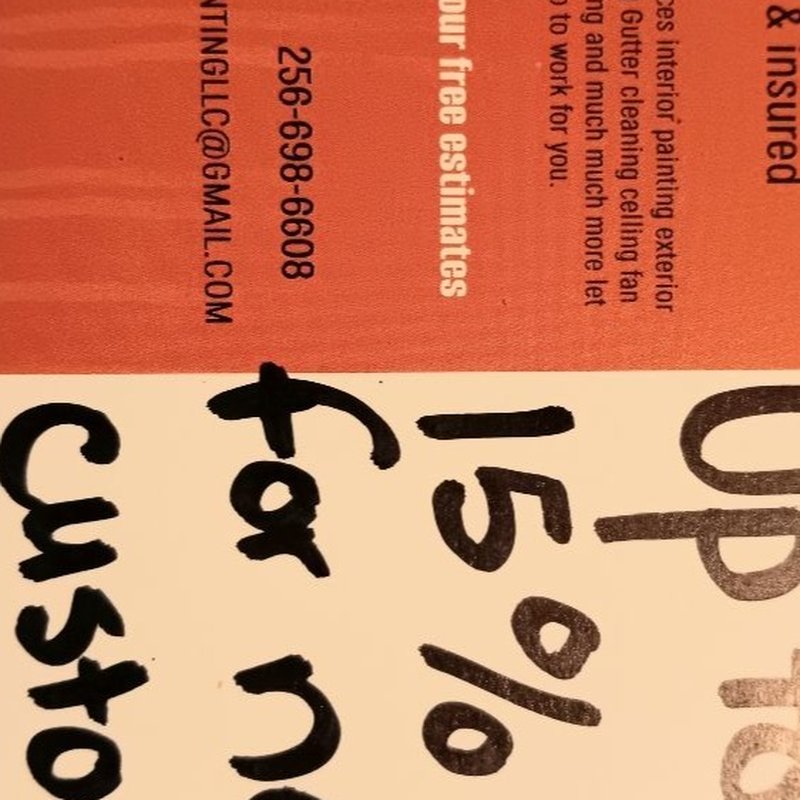 & insured
ces interior painting exterior
Gutter cleaning celling fan
ng and much much more let
to work for you.
our free estimates
256-698-6608
NTINGLLC@GMAIL.COM
Up to
15%
for n
custo